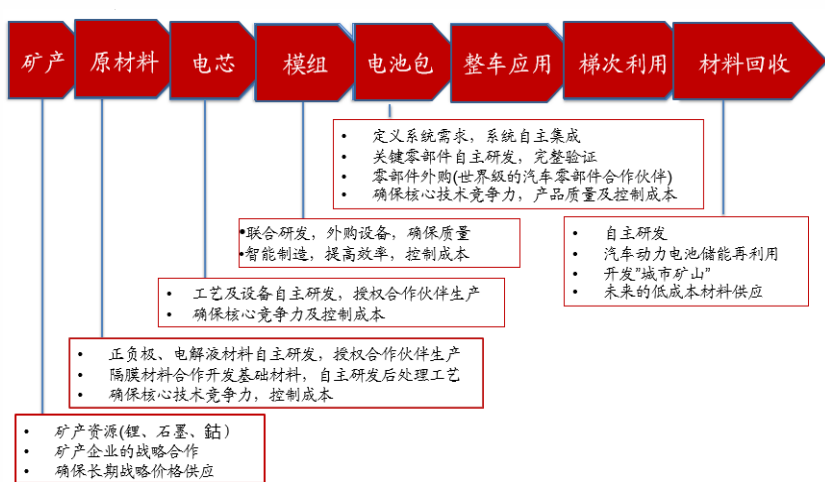 矿产
原材料
电芯
模组
电池包
整车应用
梯次利用
材料回收
• 定义系统需求，系统自主集成
• 关键零部件自主研发，完整验证
• 零部件外购(世界级的汽车零部件合作伙伴)
• 确保核心技术竞争力，产品质量及控制成本
•联合研发，外购设备，确保质量
•智能制造，提高效率，控制成本
• 自主研发
• 汽车动力电池储能再利用
• 开发"城市矿山"
• 未来的低成本材料供应
• 工艺及设备自主研发，授权合作伙伴生产
• 确保核心竞争力及控制成本
• 正负极、电解液材料自主研发，授权合作伙伴生产
• 隔膜材料合作开发基础材料，自主研发后处理工艺
• 确保核心技术竞争力，控制成本
• 矿产资源(锂、石墨、鈷）
• 矿产企业的战略合作
• 确保长期战略价格供应